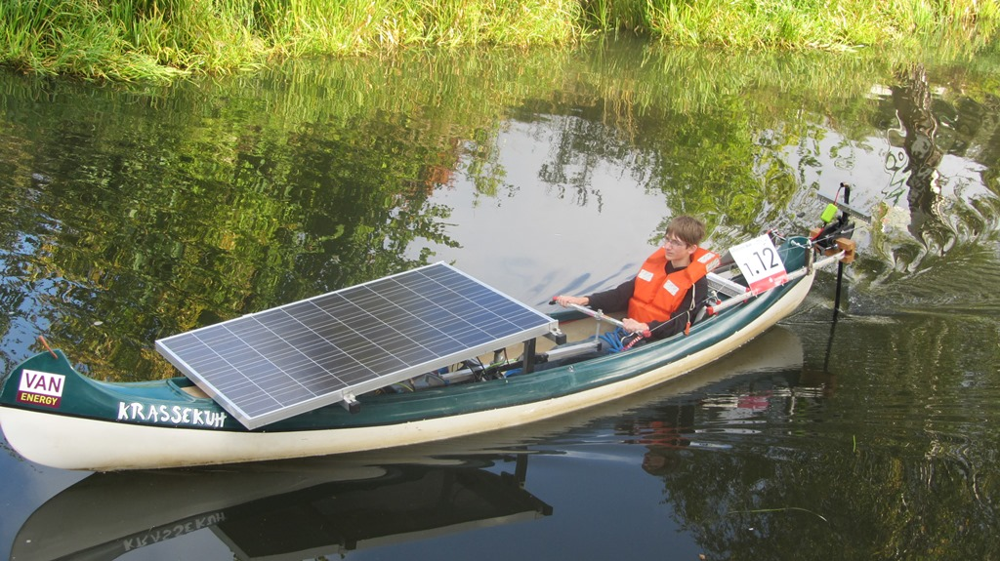 VAN
ENERGY
KRASSEKUH
1.12